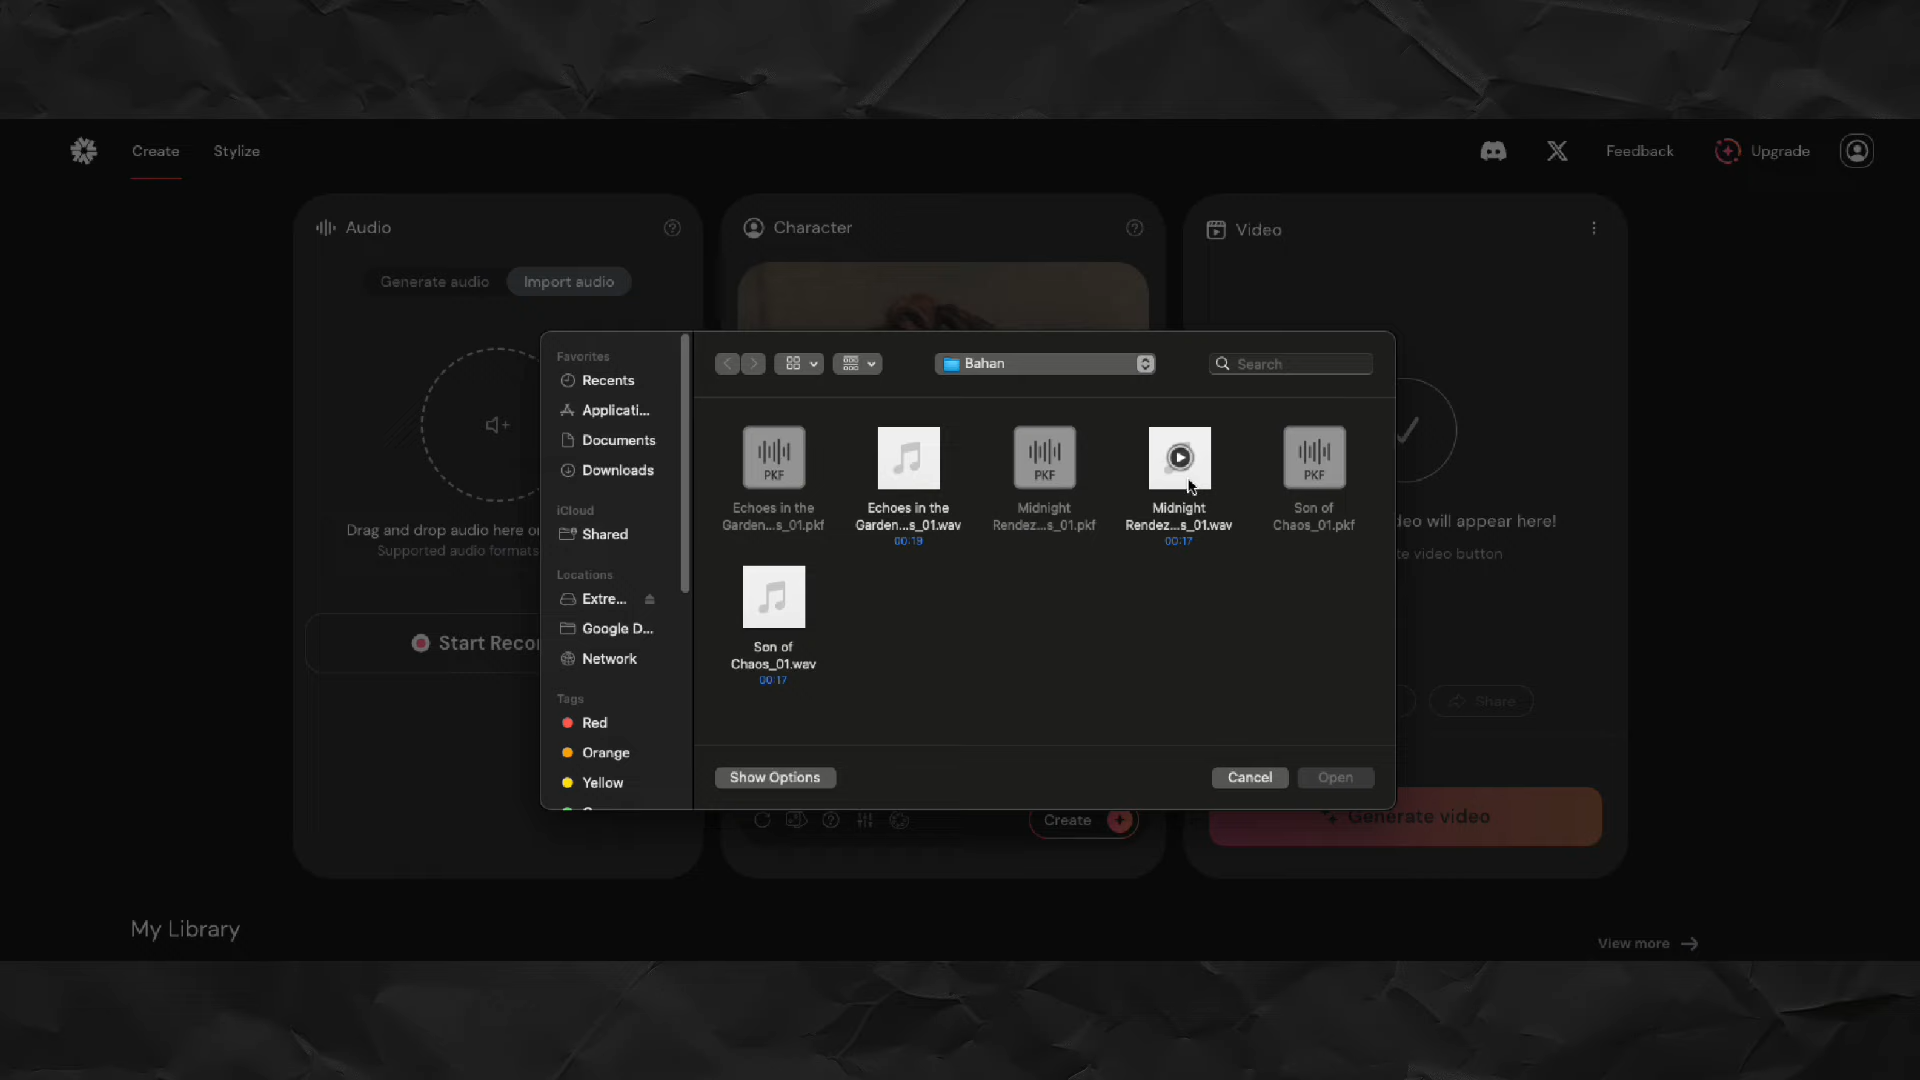 Create
Stylize
Feedback
Upgrade
Audio
Character
Video
Generate audio
Import audio
Drag and drop audio here or
Supported audio formats
Start Reco
Favorites
Recents
Applicati...
Documents
Downloads
iCloud
Shared
Locations
Extre...
Google D...
Network
Tags
Red
Orange
Yellow
Bahan
Search
PKF
Echoes in the
Garden...s_01.pkf
Echoes in the
Garden...s_01.wav
00:19
PKF
Midnight
Rendez...s_01.pkf
Midnight
Rendez...s_01.wav
00:17
PKF
Son of
Chaos_01.pkf
Son of
Chaos_01.wav
00:17
Show Options
Cancel
Open
deo will appear here!
te video button
Share
Create
Generate video
My Library
View more